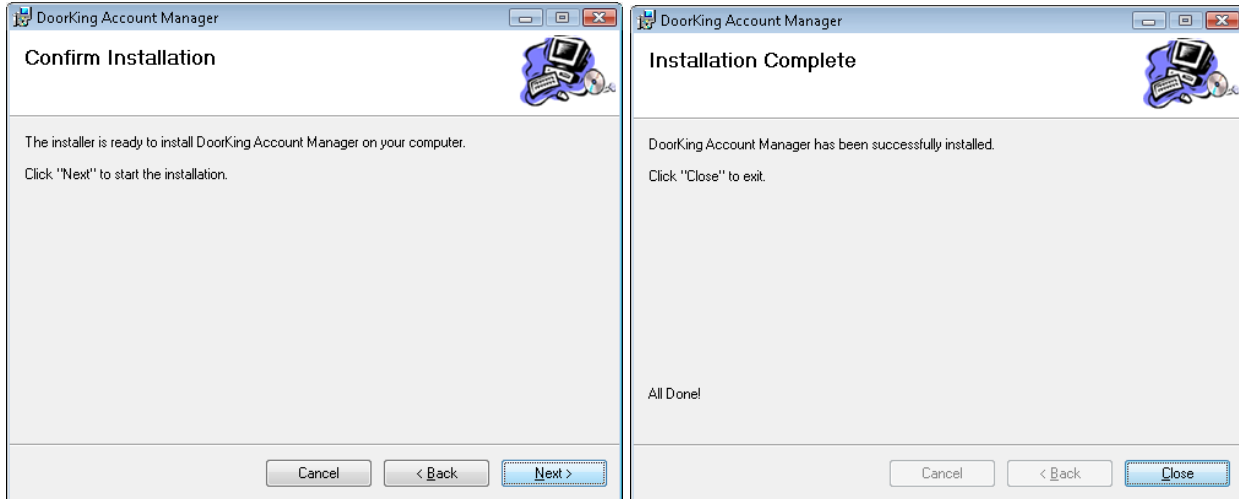 DoorKing Account Manager
Confirm Installation
The installer is ready to install DoorKing Account Manager on your computer.
Click "Next" to start the installation.
Cancel
< Back
Next >
DoorKing Account Manager
Installation Complete
DoorKing Account Manager has been successfully installed.
Click "Close" to exit.
All Done!
Cancel
< Back
Close